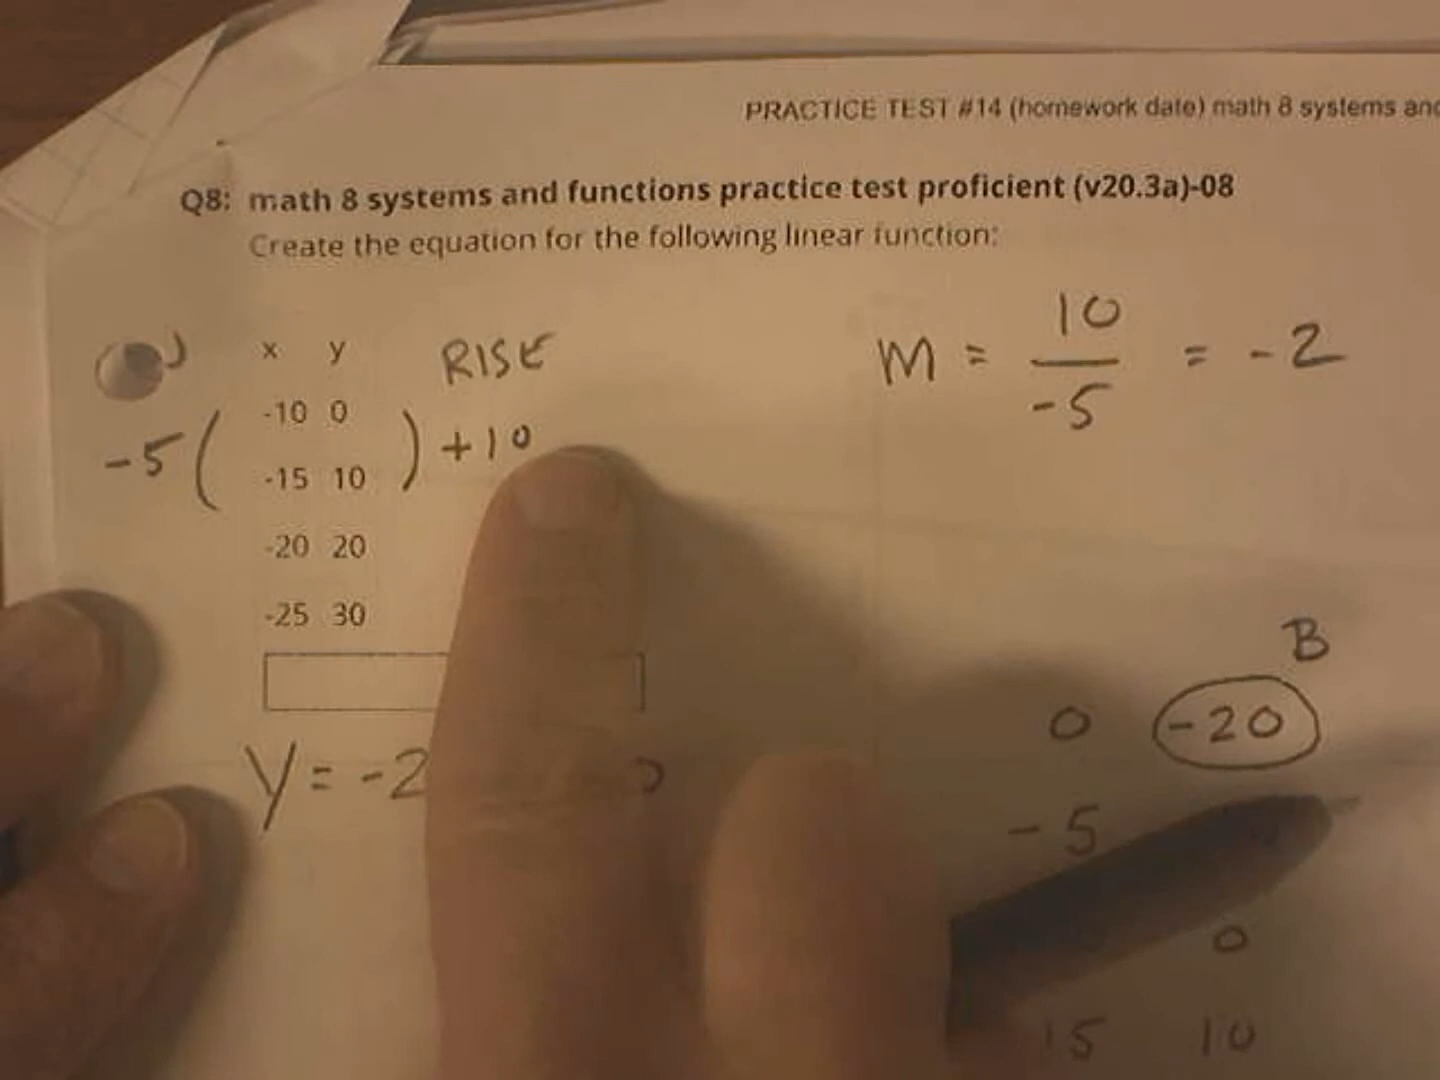 PRACTICE TEST #14 (homework date) math 8 systems and
Q8: math 8 systems and functions practice test proficient (v20.3a)-08
Create the equation for the following linear function:
x y RISE
M = 10 / -5 = -2
-10 0
-5 ( ) +10
-15 10
-20 20
-25 30
B
0 -20
y = -2
-5
0
15 10